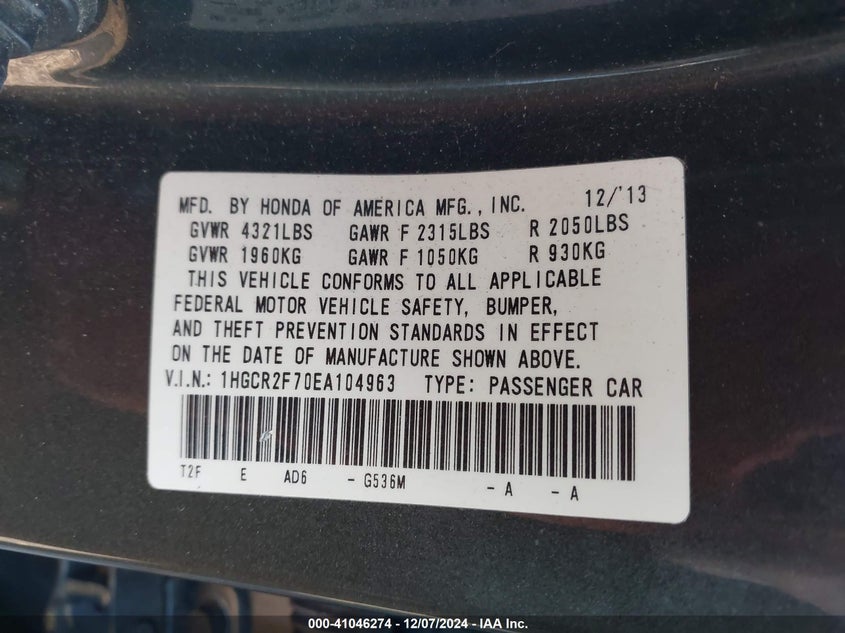 MFD. BY HONDA OF AMERICA MFG., INC. 12/'13
GVWR 4321LBS GAWR F 2315LBS R 2050LBS
GVWR 1960KG GAWR F 1050KG R 930KG
THIS VEHICLE CONFORMS TO ALL APPLICABLE
FEDERAL MOTOR VEHICLE SAFETY, BUMPER,
AND THEFT PREVENTION STANDARDS IN EFFECT
ON THE DATE OF MANUFACTURE SHOWN ABOVE.
V.I.N.: 1HGCR2F70EA104963 TYPE: PASSENGER CAR
T2F E AD6 - G536M - A - A
000-41046274 - 12/07/2024 - IAA Inc.